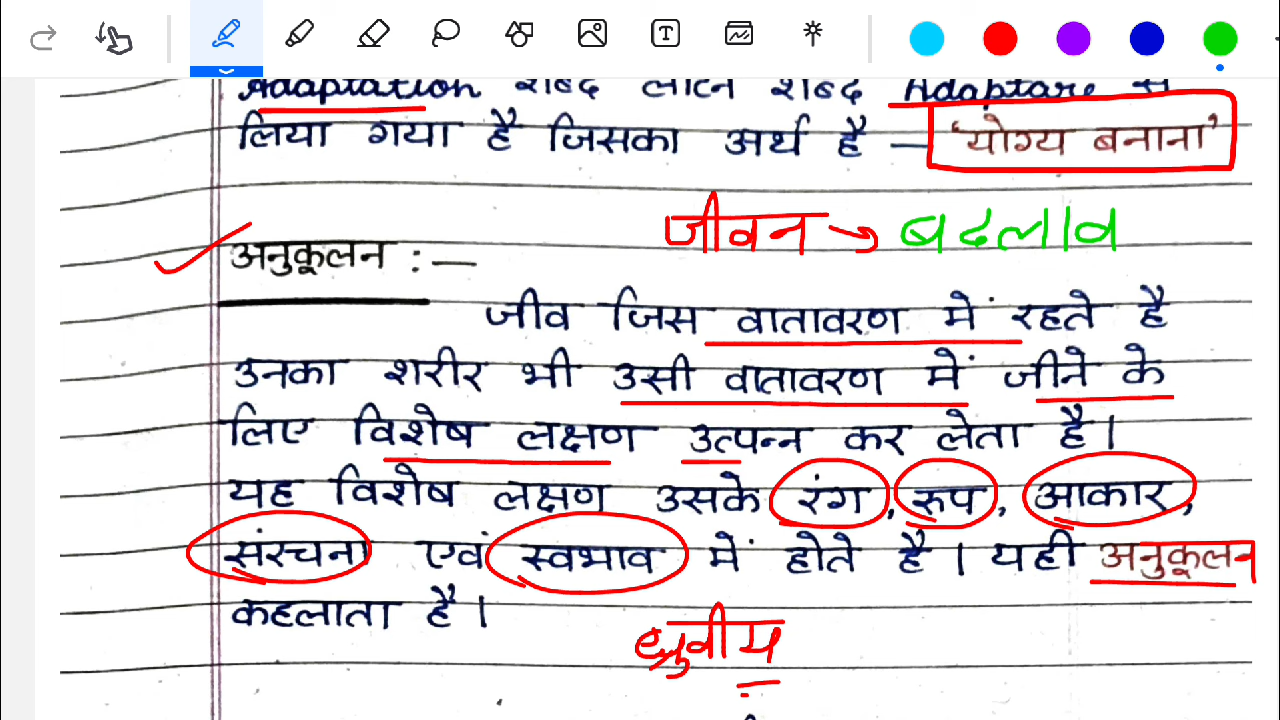 Adaptation शब्द लैटिन शब्द Adaptare से
लिया गया है जिसका अर्थ है – 'योग्य बनाना'
जीवन → बदलाव
अनुकूलन :—
जीव जिस वातावरण में रहते है
उनका शरीर भी उसी वातावरण में जीने के
लिए विशेष लक्षण उत्पन्न कर लेता है।
यह विशेष लक्षण उसके रंग, रुप, आकार,
संरचना एवं स्वभाव में होते है। यही अनुकूलन
कहलाता है।
ध्रुवीय